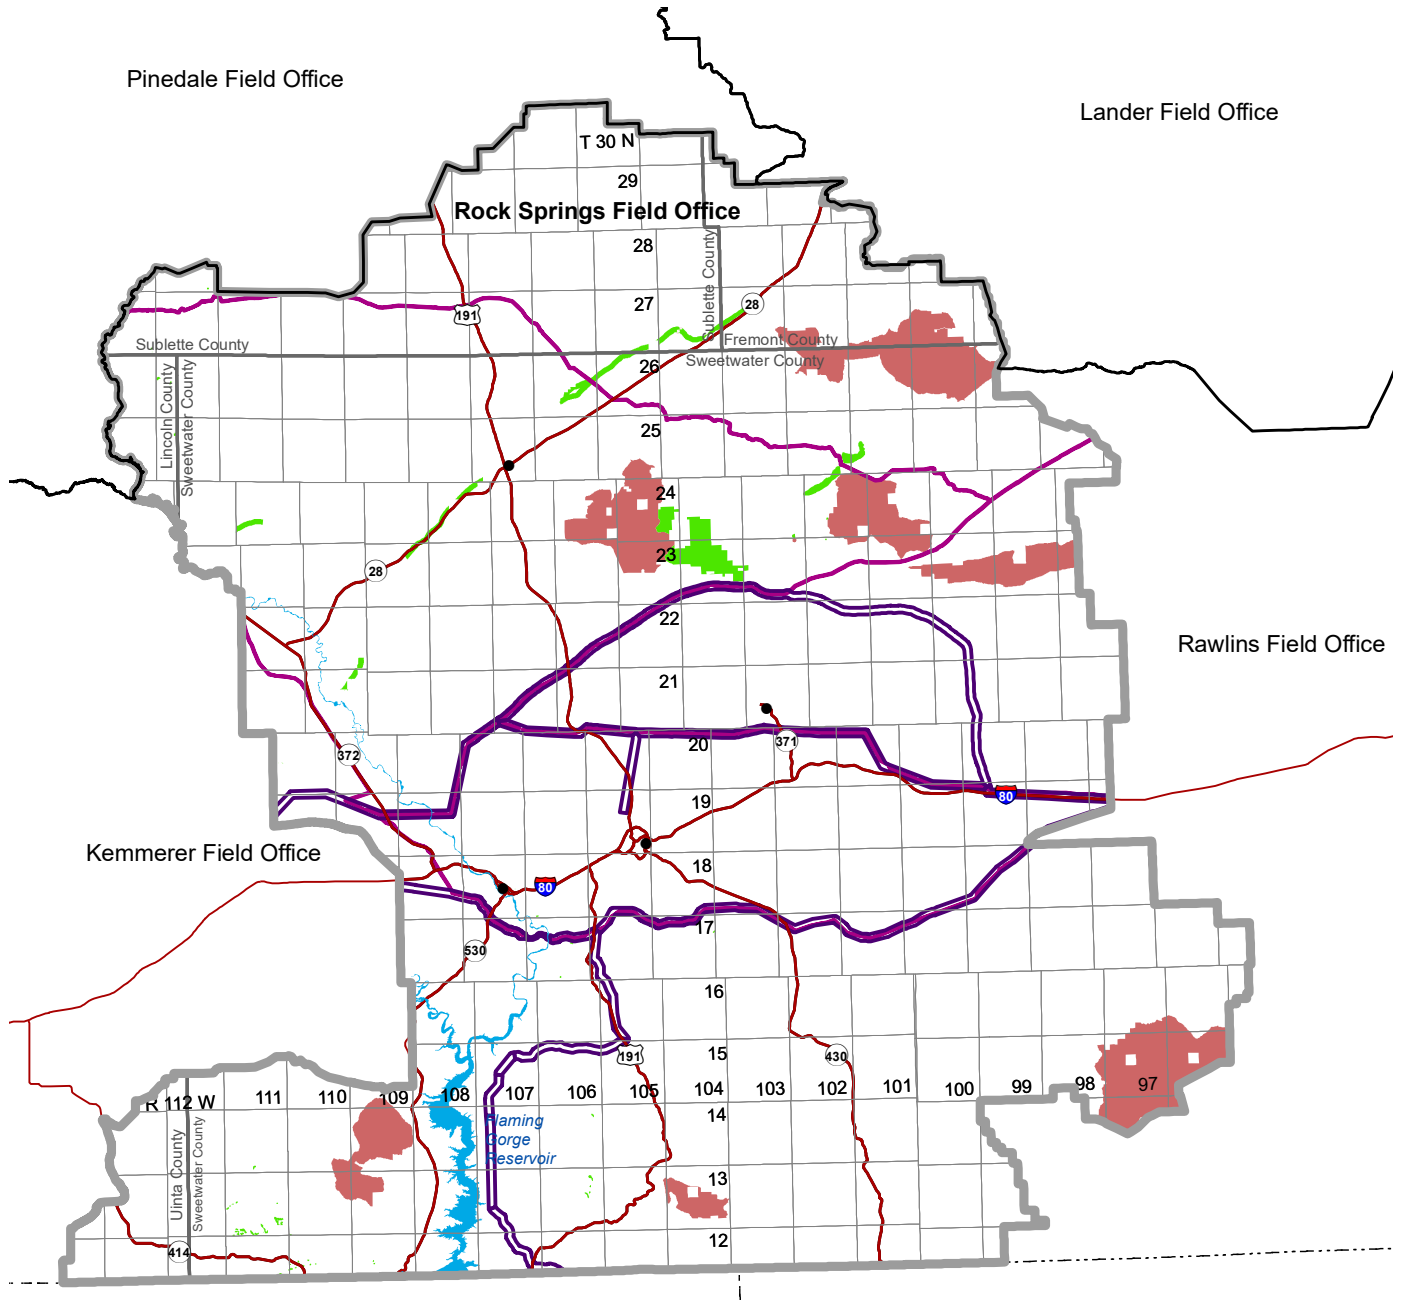 Pinedale Field Office
Lander Field Office
T 30 N
29
Rock Springs Field Office
28
Sublette County
27
28
191
Sublette County
Fremont County
Sweetwater County
26
Lincoln County
Sweetwater County
25
24
23
28
22
Rawlins Field Office
21
20
371
372
19
80
Kemmerer Field Office
18
80
17
530
16
15
191
430
R 112 W
111
110
109
108
107
106
105
104
103
102
101
100
99
98
97
14
Flaming
Gorge
Reservoir
Uinta County
Sweetwater County
13
12
414